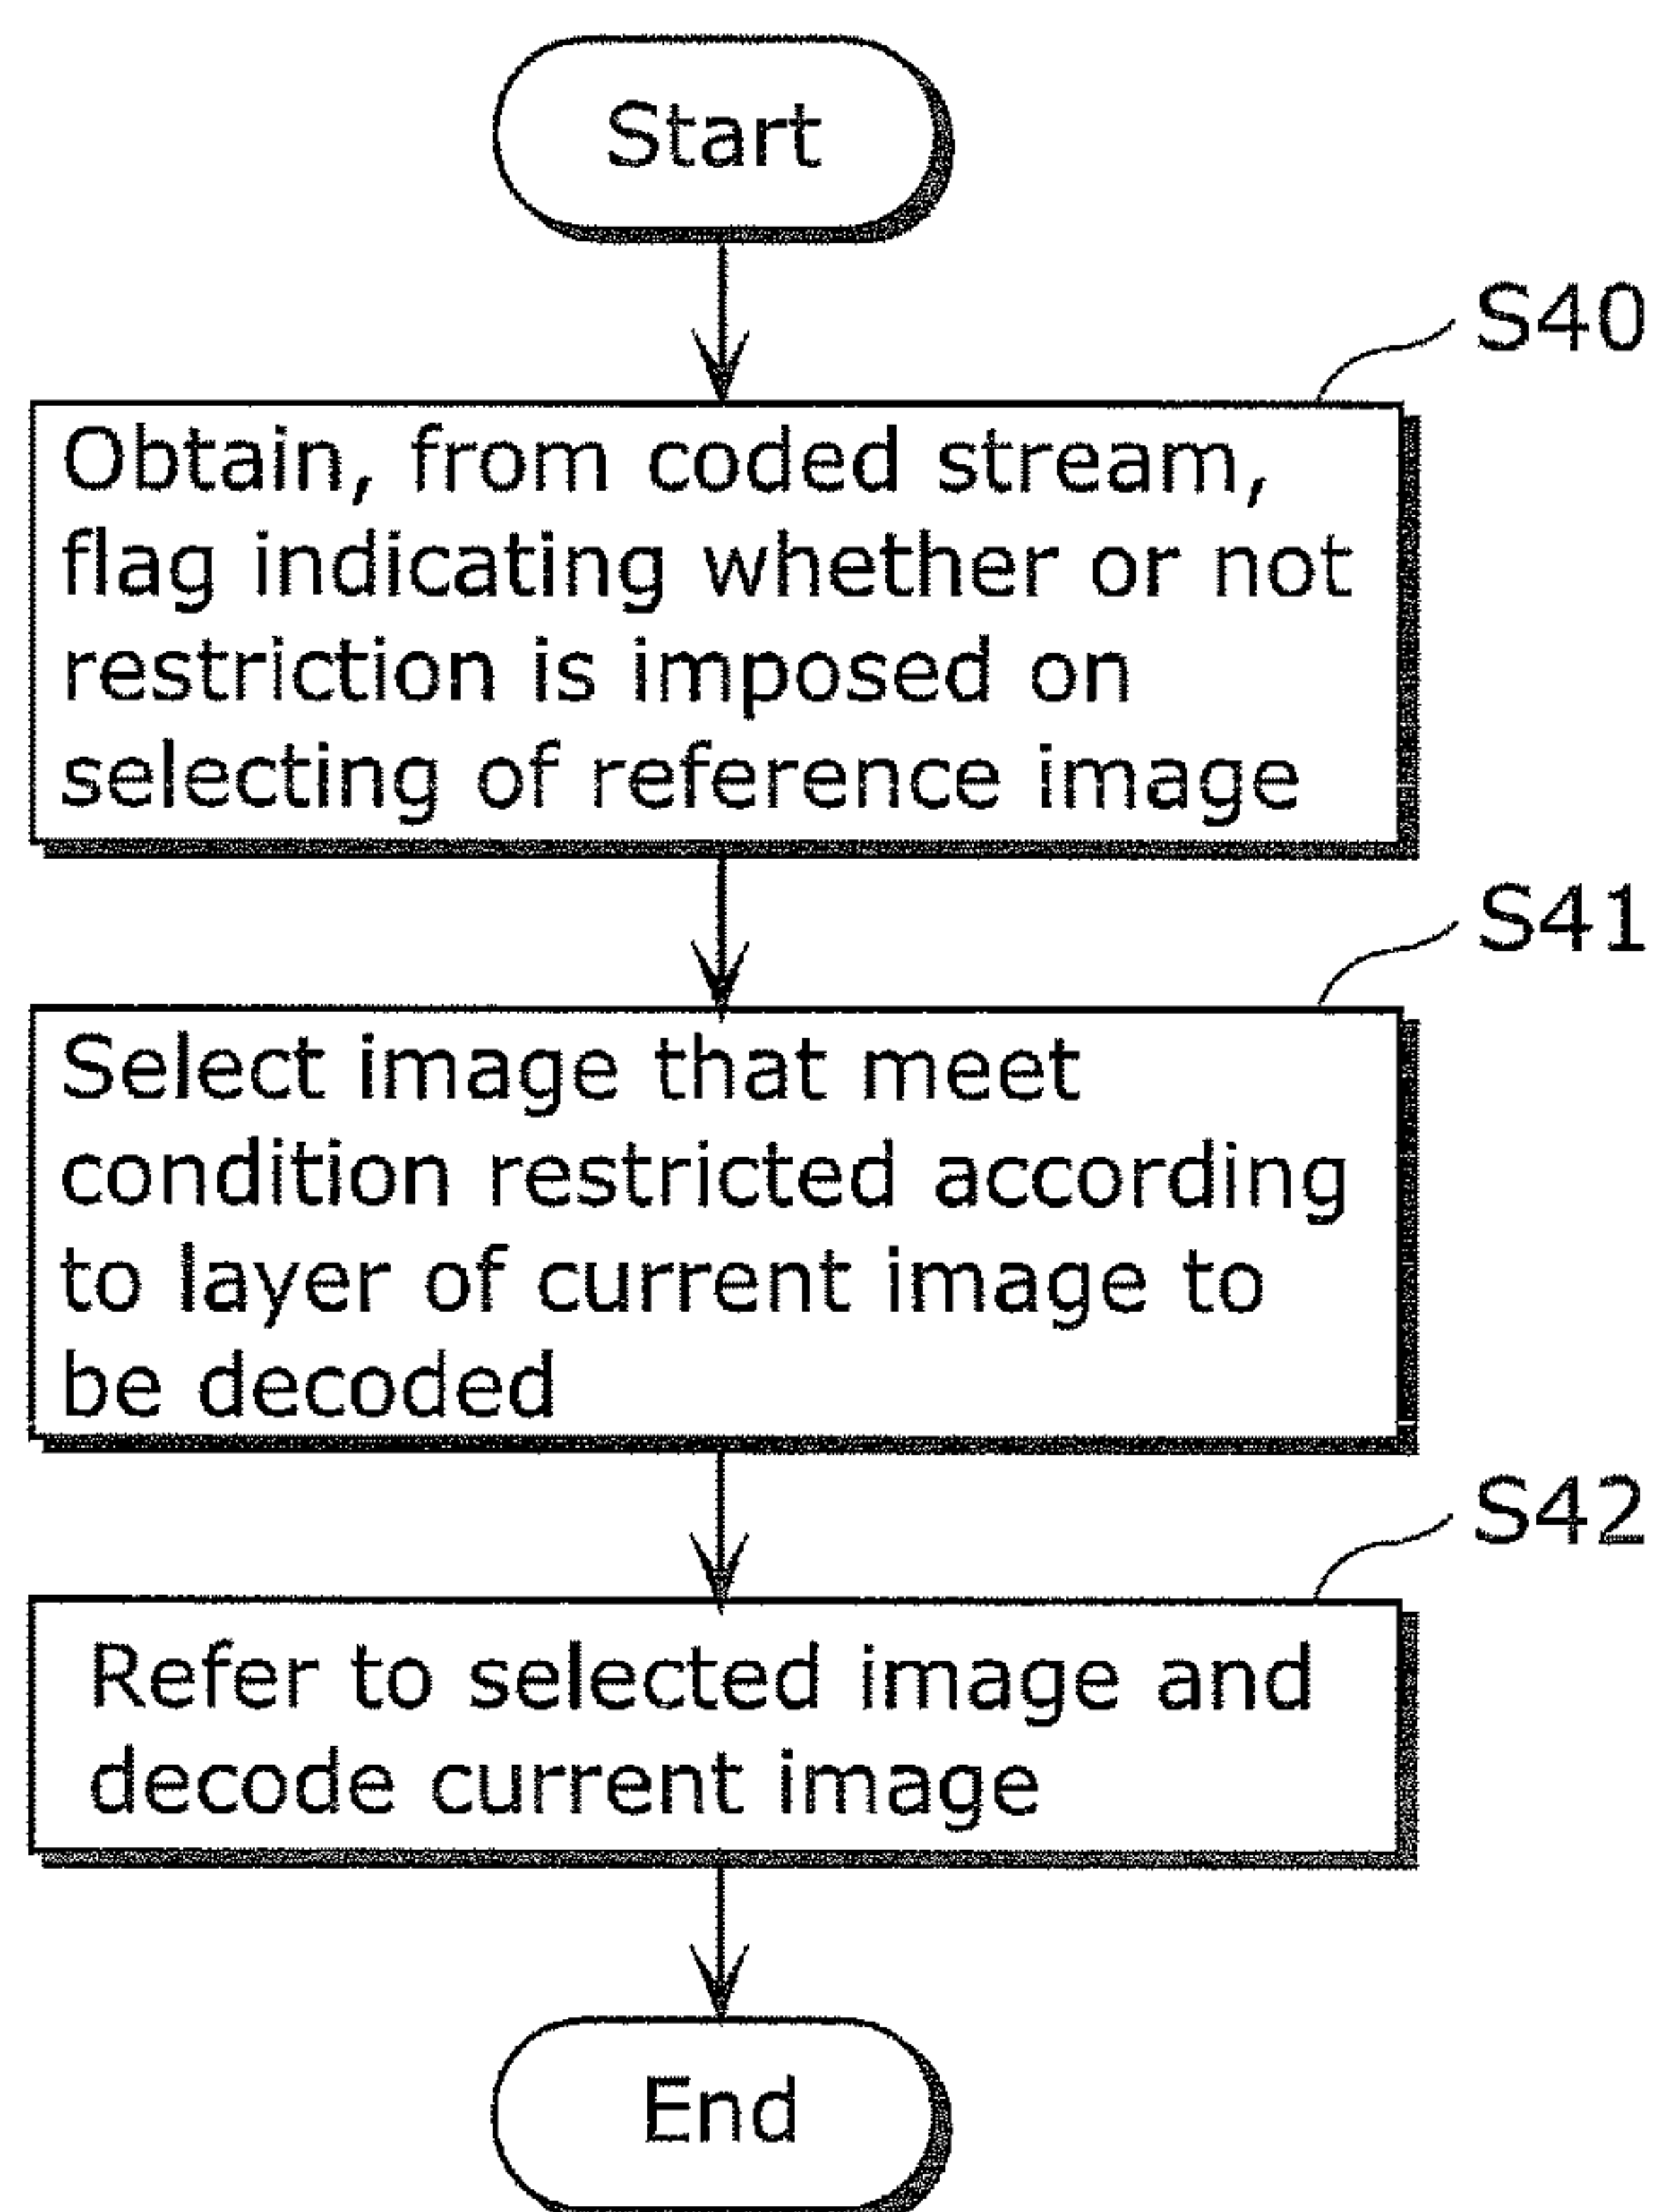 Start
S40
Obtain, from coded stream,
flag indicating whether or not
restriction is imposed on
selecting of reference image
S41
Select image that meet
condition restricted according
to layer of current image to
be decoded
S42
Refer to selected image and
decode current image
End